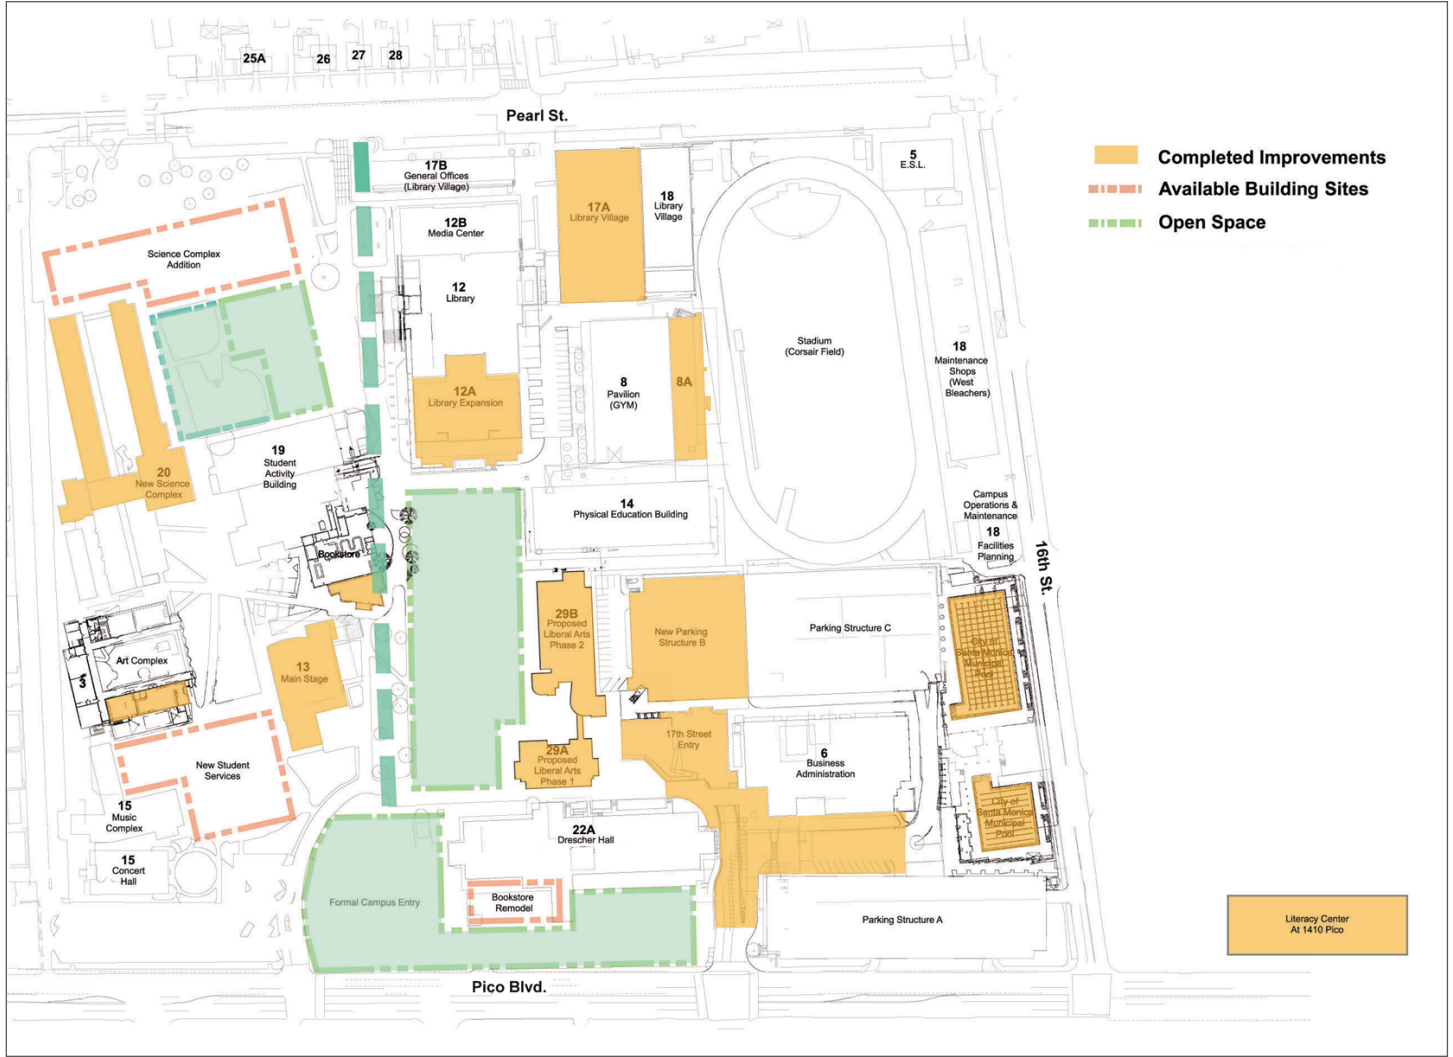 25A
26
27
28
Pearl St.
17B
General Offices
(Library Village)
5
E.S.L.
Completed Improvements
Available Building Sites
Open Space
17A
Library Village
18
Library
Village
12B
Media Center
Science Complex
Addition
12
Library
Stadium
(Corsair Field)
18
Maintenance
Shops
(West
Bleachers)
8
Pavilion
(GYM)
8A
12A
Library Expansion
19
Student
Activity
Building
20
New Science
Complex
14
Physical Education Building
Campus
Operations &
Maintenance
18
Facilities
Planning
16th St.
Bookstore
29B
Proposed
Liberal Arts
Phase 2
New Parking
Structure B
Parking Structure C
City of
Santa Monica
Municipal
Pool
Art Complex
3
13
Main Stage
17th Street
Entry
29A
Proposed
Liberal Arts
Phase 1
6
Business
Administration
New Student
Services
15
Music
Complex
City of
Santa Monica
Municipal
Pool
22A
Drescher Hall
15
Concert
Hall
Formal Campus Entry
Bookstore
Remodel
Parking Structure A
Literacy Center
At 1410 Pico
Pico Blvd.